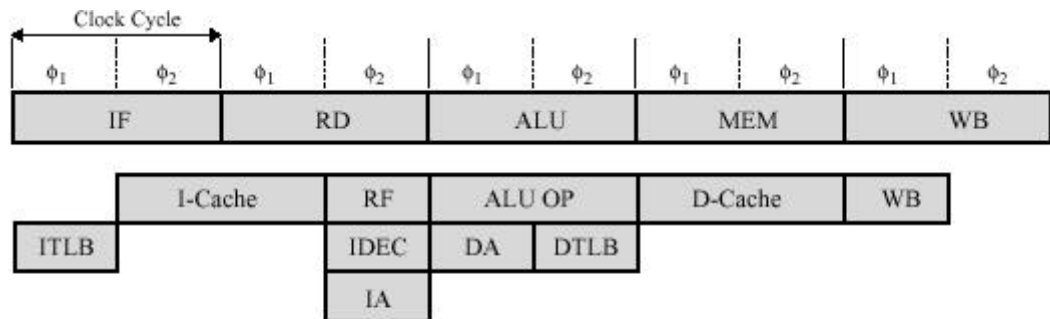 Clock Cycle
ϕ1 ϕ2 ϕ1 ϕ2 ϕ1 ϕ2 ϕ1 ϕ2 ϕ1 ϕ2
IF RD ALU MEM WB
I-Cache RF ALU OP D-Cache WB
ITLB IDEC DA DTLB
IA